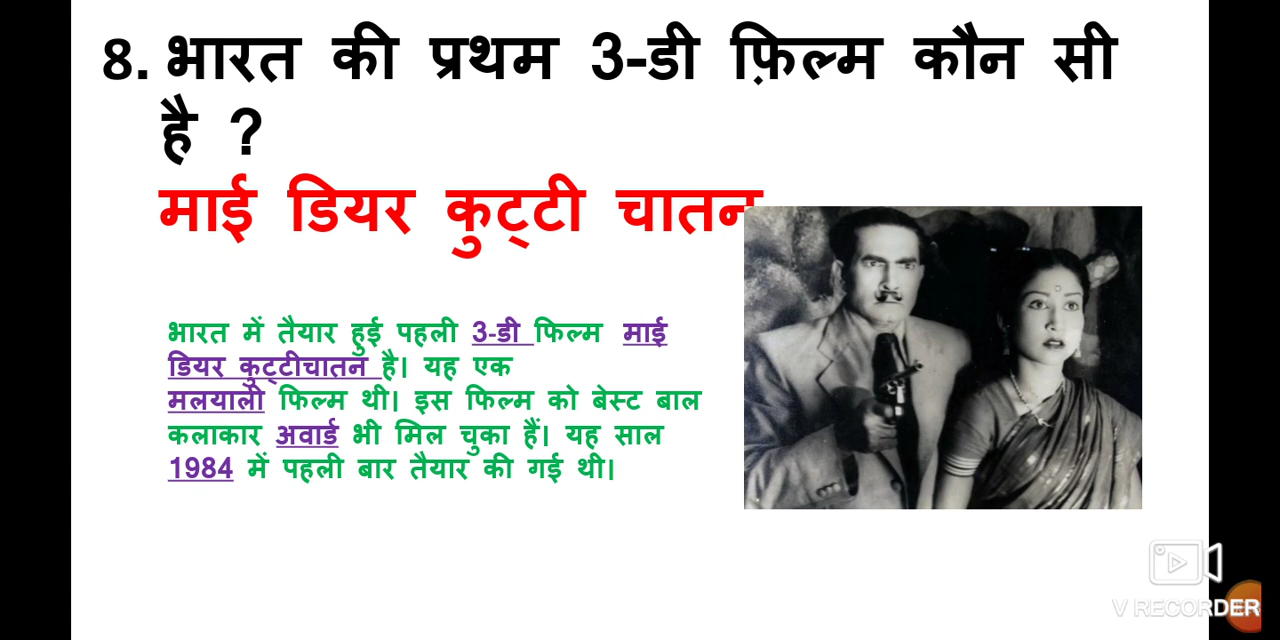 8. भारत की प्रथम 3-डी फ़िल्म कौन सी
है ?
माई डियर कुट्टी चातन
भारत में तैयार हुई पहली 3-डी फिल्म माई
डियर कुट्टीचातन है। यह एक
मलयाली फिल्म थी। इस फिल्म को बेस्ट बाल
कलाकार अवार्ड भी मिल चुका हैं। यह साल
1984 में पहली बार तैयार की गई थी।
V RECORDER